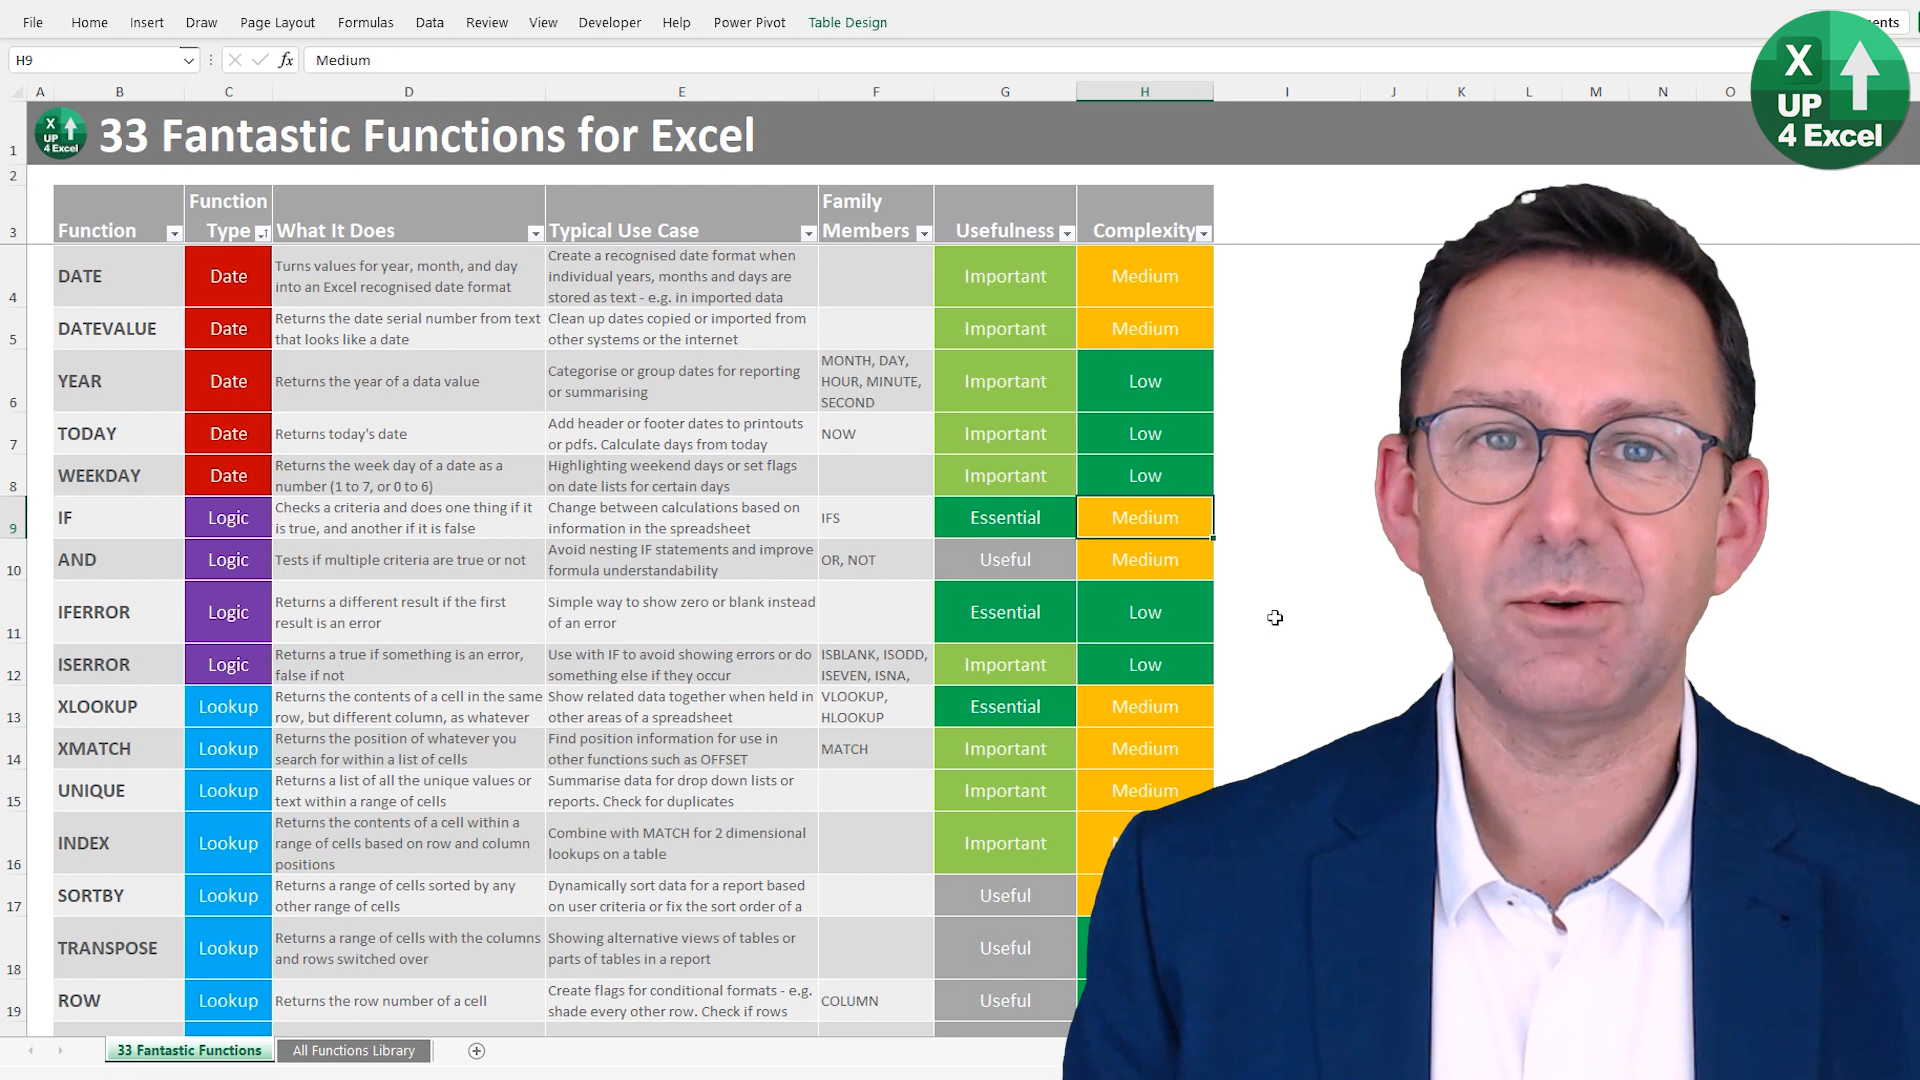 File Home Insert Draw Page Layout Formulas Data Review View Developer Help Power Pivot Table Design
H9 fx Medium
A B C D E F G H I J K L M N O
X
UP
4 Excel
1
X
UP
4 Excel
33 Fantastic Functions for Excel
2
3
Function
Function
Type
What It Does
Typical Use Case
Family
Members
Usefulness
Complexity
4
DATE
Date
Turns values for year, month, and day
into an Excel recognised date format
Create a recognised date format when
individual years, months and days are
stored as text - e.g. in imported data
Important
Medium
5
DATEVALUE
Date
Returns the date serial number from text
that looks like a date
Clean up dates copied or imported from
other systems or the internet
Important
Medium
6
YEAR
Date
Returns the year of a data value
Categorise or group dates for reporting
or summarising
MONTH, DAY,
HOUR, MINUTE,
SECOND
Important
Low
7
TODAY
Date
Returns today's date
Add header or footer dates to printouts
or pdfs. Calculate days from today
NOW
Important
Low
8
WEEKDAY
Date
Returns the week day of a date as a
number (1 to 7, or 0 to 6)
Highlighting weekend days or set flags
on date lists for certain days
Important
Low
9
IF
Logic
Checks a criteria and does one thing if it
is true, and another if it is false
Change between calculations based on
information in the spreadsheet
IFS
Essential
Medium
10
AND
Logic
Tests if multiple criteria are true or not
Avoid nesting IF statements and improve
formula understandability
OR, NOT
Useful
Medium
11
IFERROR
Logic
Returns a different result if the first
result is an error
Simple way to show zero or blank instead
of an error
Essential
Low
12
ISERROR
Logic
Returns a true if something is an error,
false if not
Use with IF to avoid showing errors or do
something else if they occur
ISBLANK, ISODD,
ISEVEN, ISNA,
Important
Low
13
XLOOKUP
Lookup
Returns the contents of a cell in the same
row, but different column, as whatever
Show related data together when held in
other areas of a spreadsheet
VLOOKUP,
HLOOKUP
Essential
Medium
14
XMATCH
Lookup
Returns the position of whatever you
search for within a list of cells
Find position information for use in
other functions such as OFFSET
MATCH
Important
Medium
15
UNIQUE
Lookup
Returns a list of all the unique values or
text within a range of cells
Summarise data for drop down lists or
reports. Check for duplicates
Important
Medium
16
INDEX
Lookup
Returns the contents of a cell within a
range of cells based on row and column
positions
Combine with MATCH for 2 dimensional
lookups on a table
Important
17
SORTBY
Lookup
Returns a range of cells sorted by any
other range of cells
Dynamically sort data for a report based
on user criteria or fix the sort order of a
Useful
18
TRANSPOSE
Lookup
Returns a range of cells with the columns
and rows switched over
Showing alternative views of tables or
parts of tables in a report
Useful
19
ROW
Lookup
Returns the row number of a cell
Create flags for conditional formats - e.g.
shade every other row. Check if rows
COLUMN
Useful
33 Fantastic Functions All Functions Library